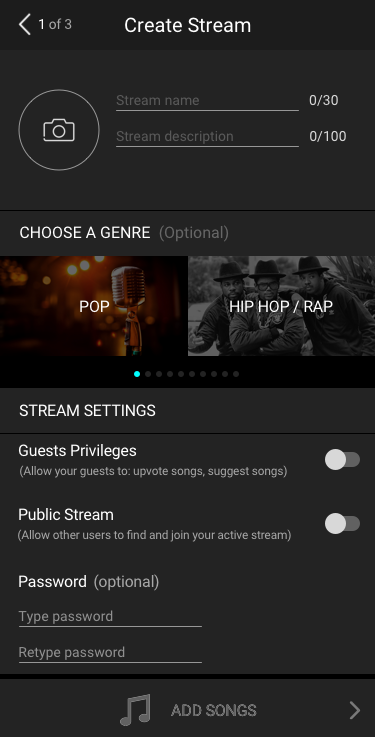 1 of 3 Create Stream
Stream name 0/30
Stream description 0/100
CHOOSE A GENRE (Optional)
POP HIP HOP / RAP
STREAM SETTINGS
Guests Privileges
(Allow your guests to: upvote songs, suggest songs)
Public Stream
(Allow other users to find and join your active stream)
Password (optional)
Type password
Retype password
ADD SONGS